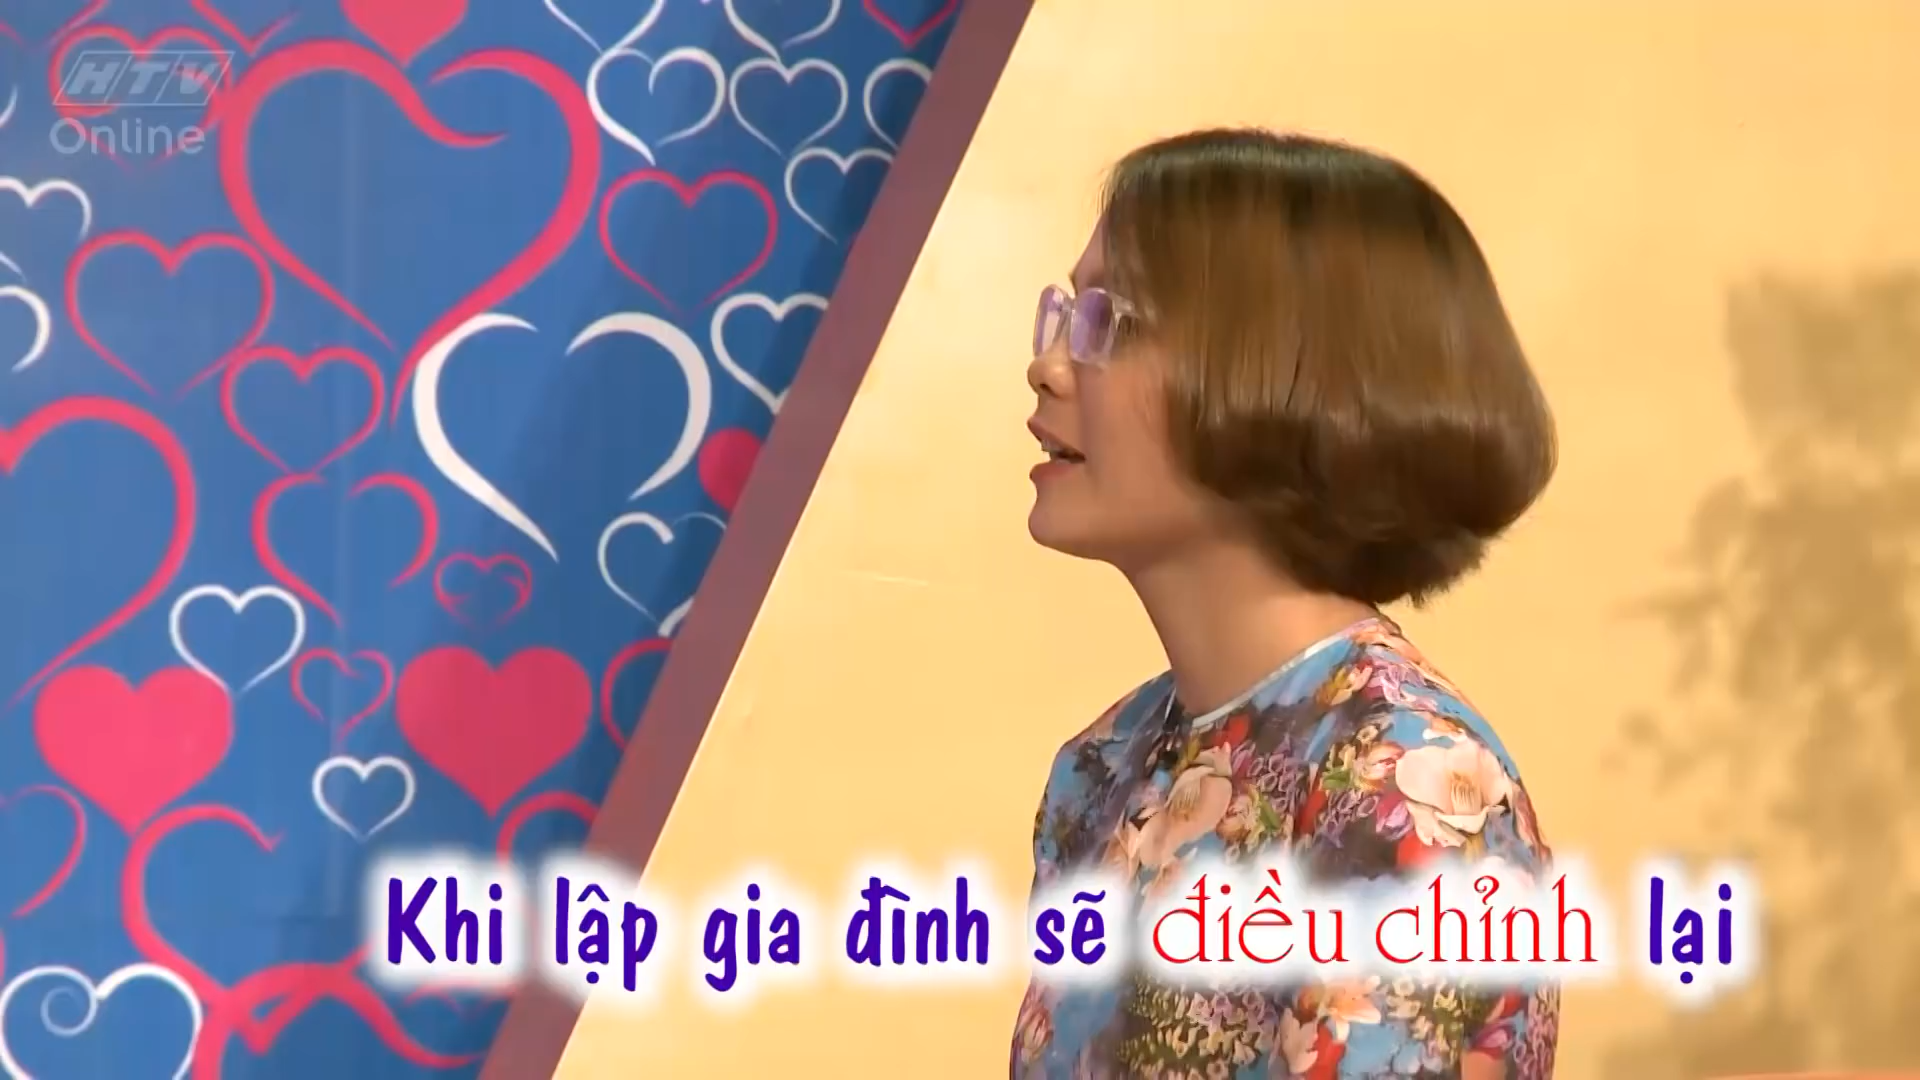 HTV
Online
Khi lập gia đình sẽ điều chỉnh lại